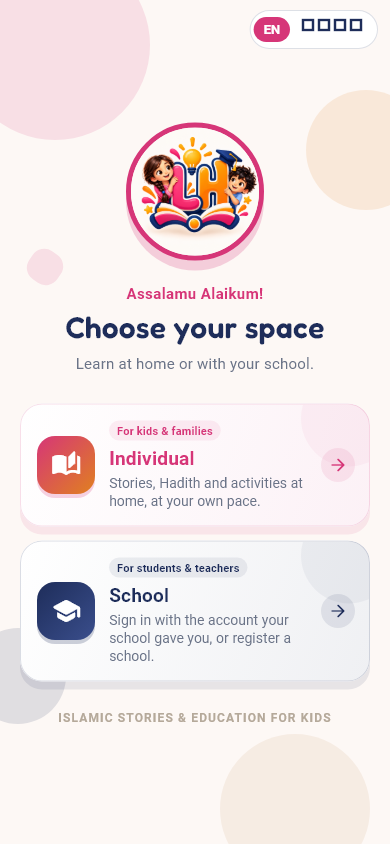 EN
LH
Assalamu Alaikum!
Choose your space
Learn at home or with your school.
For kids & families
Individual
Stories, Hadith and activities at
home, at your own pace.
For students & teachers
School
Sign in with the account your
school gave you, or register a
school.
ISLAMIC STORIES & EDUCATION FOR KIDS